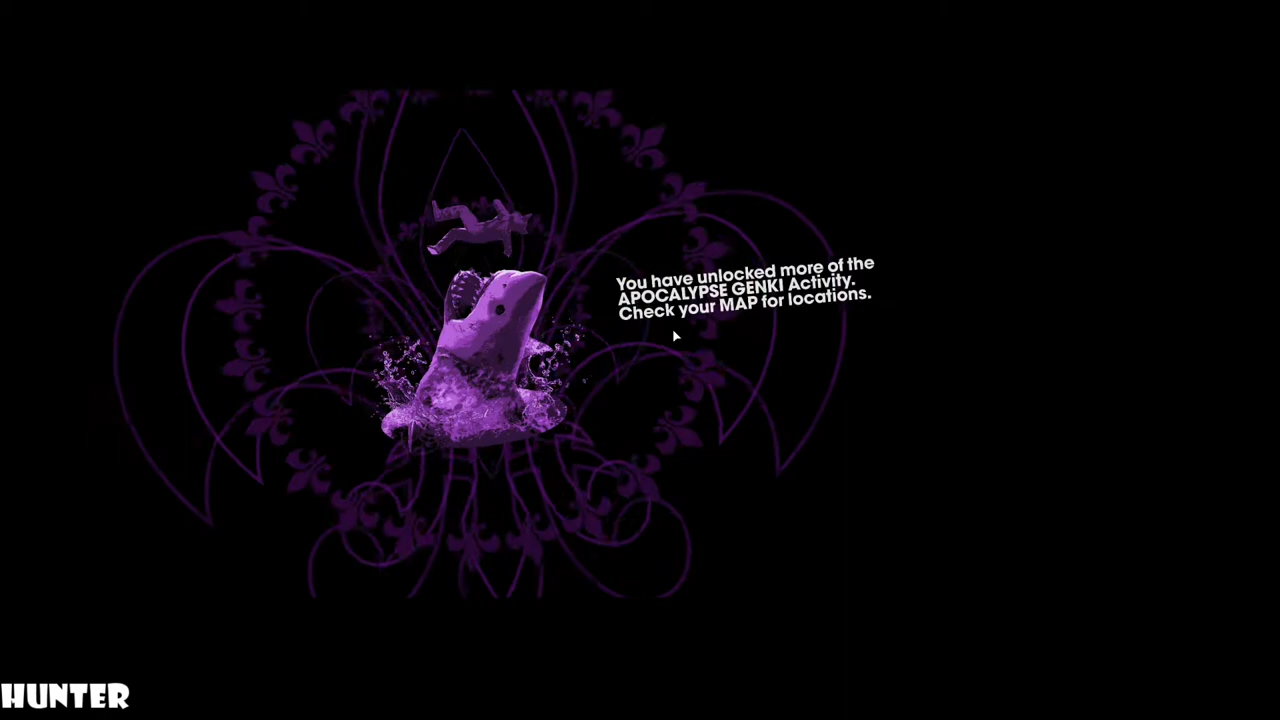 You have unlocked more of the
APOCALYPSE GENKI Activity.
Check your MAP for locations.
HUNTER